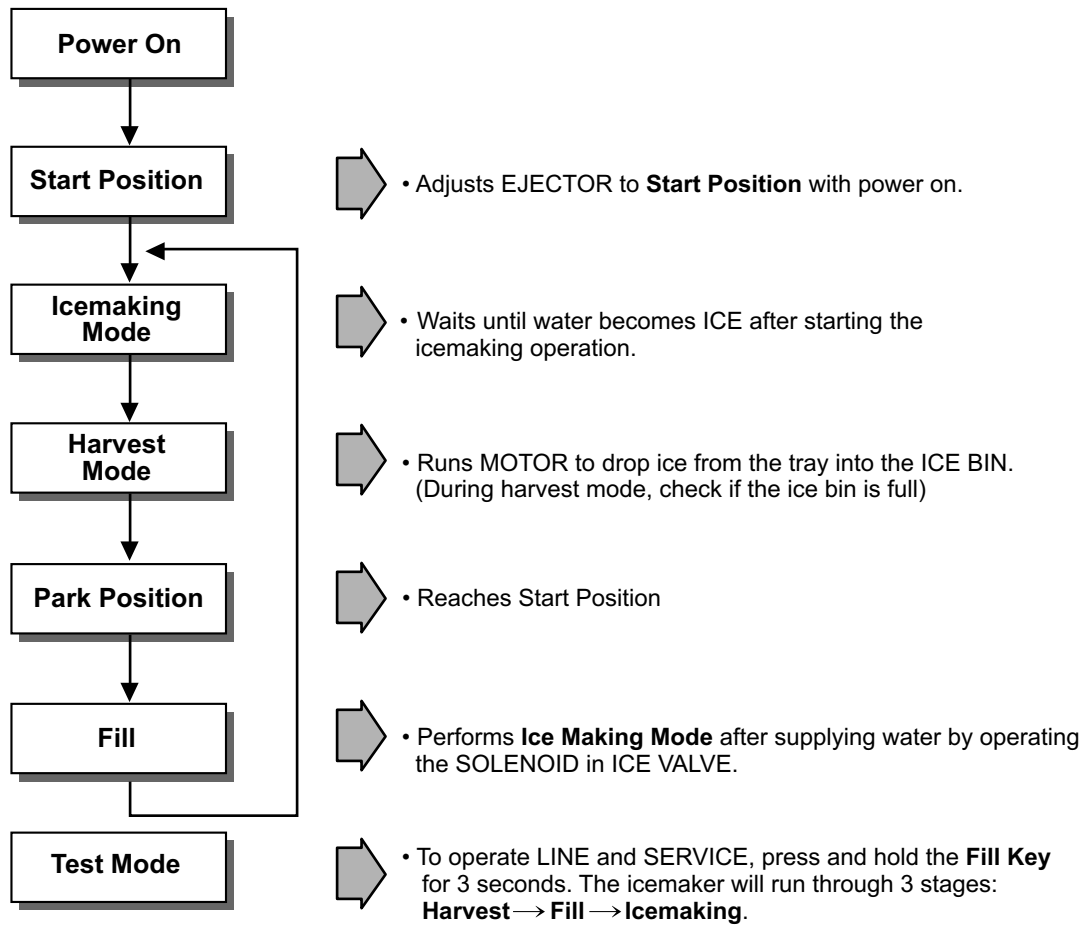 Power On
Start Position
• Adjusts EJECTOR to Start Position with power on.
Icemaking
Mode
• Waits until water becomes ICE after starting the
icemaking operation.
Harvest
Mode
• Runs MOTOR to drop ice from the tray into the ICE BIN.
(During harvest mode, check if the ice bin is full)
Park Position
• Reaches Start Position
Fill
• Performs Ice Making Mode after supplying water by operating
the SOLENOID in ICE VALVE.
Test Mode
• To operate LINE and SERVICE, press and hold the Fill Key
for 3 seconds. The icemaker will run through 3 stages:
Harvest → Fill → Icemaking.